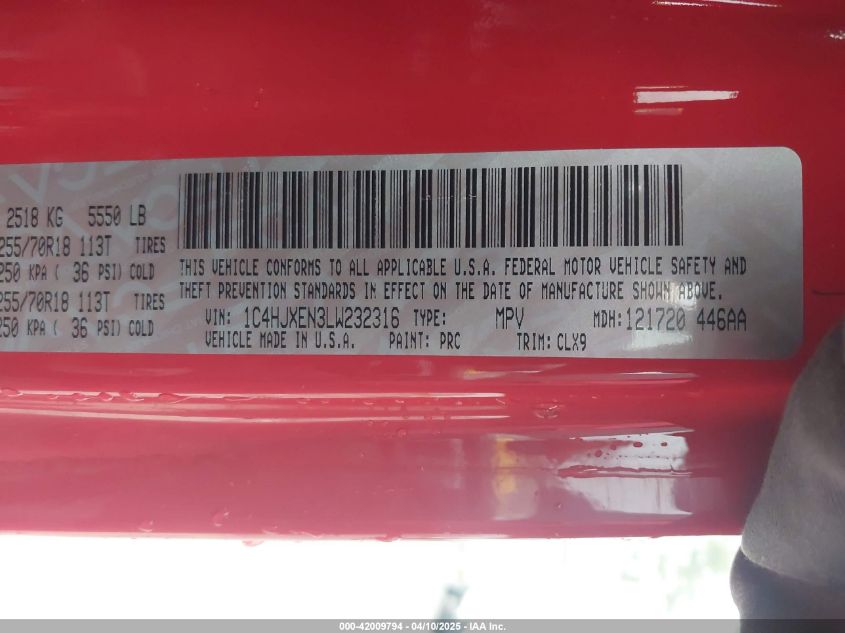 2518 KG 5550 LB
255/70R18 113T TIRES
250 KPA ( 36 PSI) COLD
255/70R18 113T TIRES
250 KPA ( 36 PSI) COLD
THIS VEHICLE CONFORMS TO ALL APPLICABLE U.S.A. FEDERAL MOTOR VEHICLE SAFETY AND
THEFT PREVENTION STANDARDS IN EFFECT ON THE DATE OF MANUFACTURE SHOWN ABOVE.
VIN: 1C4HJXEN3LW232316 TYPE: MPV MDH: 121720 446AA
VEHICLE MADE IN U.S.A. PAINT: PRC TRIM: CLX9
000-42009794 - 04/10/2025 - IAA Inc.